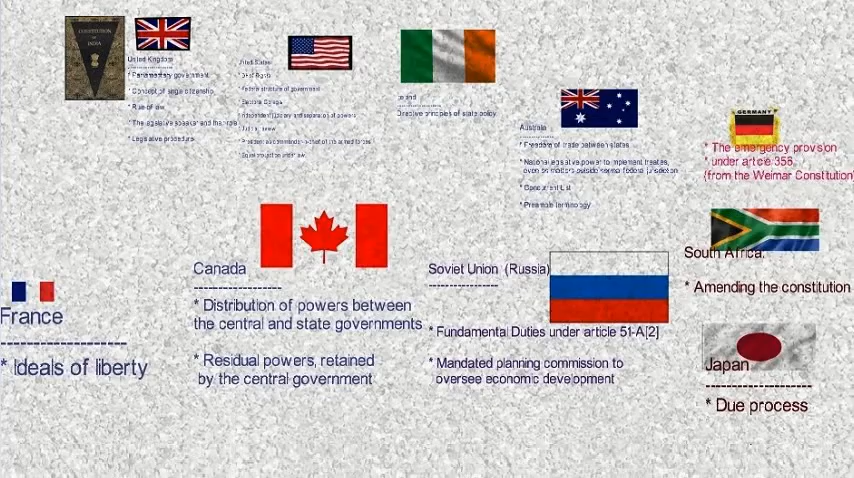 CONSTITUTION
OF
INDIA
United Kingdom
* Parliamentary government
* Concept of single citizenship
* Rule of law
* The legislative speaker and their role
* Legislative procedure
United States
* Bill of Rights
* Federal structure of government
* Electoral College
* Independent judiciary and separation of powers
* Judicial review
* President as commander-in-chief of the armed forces
* Equal protection under law
Ireland
Directive principles of state policy
Australia
* Freedom of trade between states
* National legislative power to implement treaties,
even on matters outside normal federal jurisdiction
* Concurrent List
* Preamble terminology
GERMANY
* The emergency provision
* under article 356
(from the Weimar Constitution)
South Africa:
* Amending the constitution
Canada
------------------
* Distribution of powers between
the central and state governments
* Residual powers, retained
by the central government
Soviet Union (Russia)
-----------------
* Fundamental Duties under article 51-A[2]
* Mandated planning commission to
oversee economic development
France
----------------------
* Ideals of liberty
Japan
--------------------
* Due process